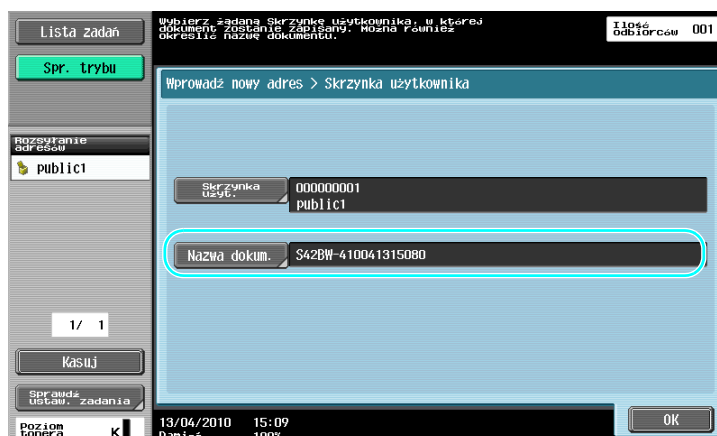 Lista zadań
Spr. trybu
Wybierz żądaną Skrzynkę użytkownika, w której
dokument zostanie zapisany. Można również
określić nazwę dokumentu.
Ilość
odbiorców 001
Wprowadź nowy adres > Skrzynka użytkownika
Rozsyłanie
adresów
public1
Skrzynka
użyt.
000000001
public1
Nazwa dokum.
S42BW-410041315080
1/ 1
Kasuj
Sprawdź
ustaw. zadania
Poziom
tonera K
13/04/2010 15:09
Pamięć 100%
OK